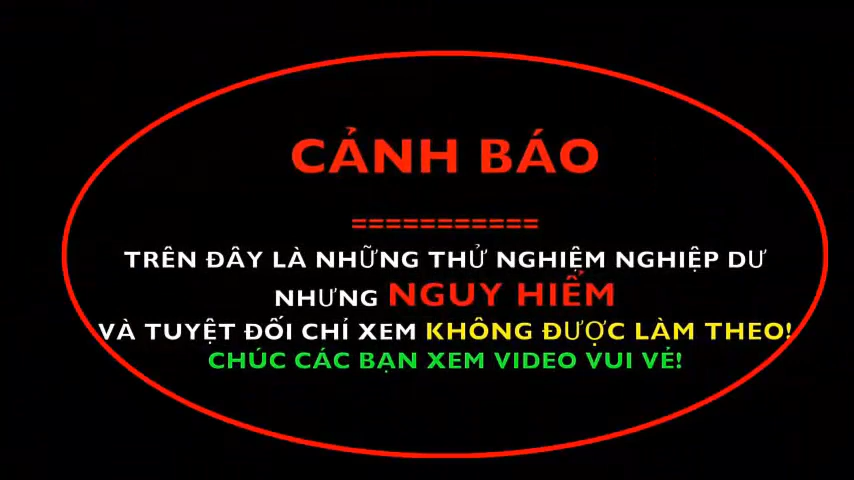 CẢNH BÁO
===========
TRÊN ĐÂY LÀ NHỮNG THỬ NGHIỆM NGHIỆP DƯ
NHƯNG NGUY HIỂM
VÀ TUYỆT ĐỐI CHỈ XEM KHÔNG ĐƯỢC LÀM THEO!
CHÚC CÁC BẠN XEM VIDEO VUI VẺ!